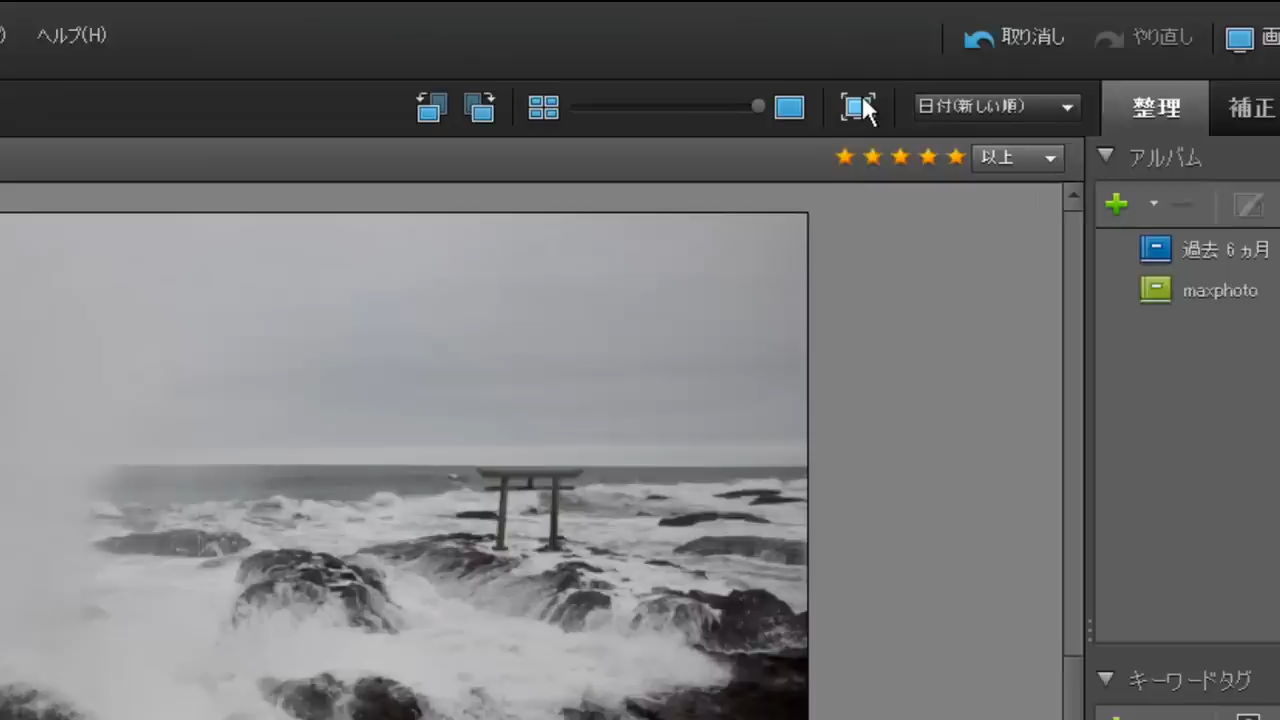 ヘルプ(H)
取り消し
やり直し
画
日付(新しい順)
整理
補正
以上
アルバム
過去 6 ヵ月
maxphoto
キーワードタグ